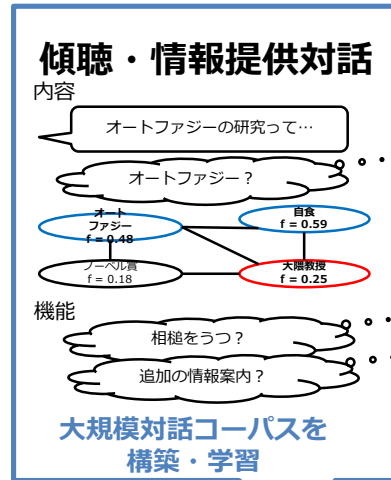 傾聴・情報提供対話
内容
オートファジーの研究って…
オートファジー？
オート
ファジー
f = 0.48
自食
f = 0.59
ノーベル賞
f = 0.18
大隈教授
f = 0.25
機能
相槌をうつ？
追加の情報案内？
大規模対話コーパスを
構築・学習